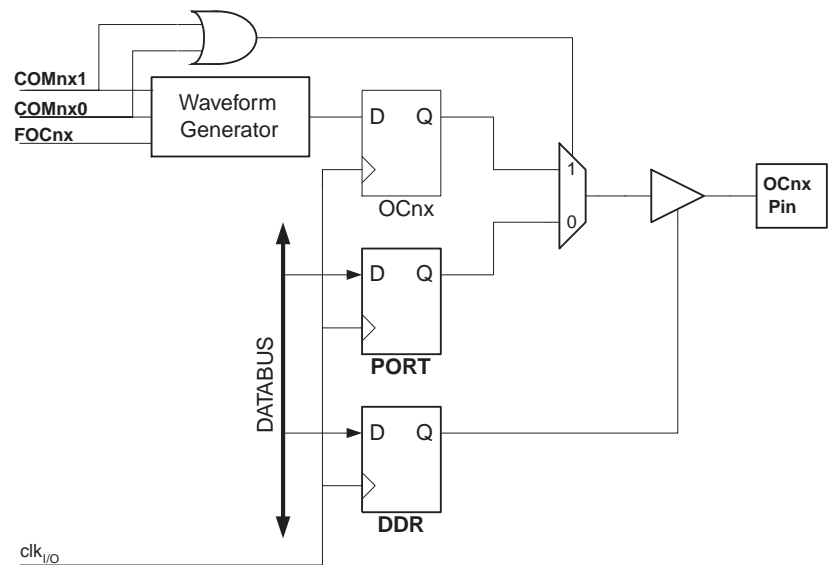 COMnx1
COMnx0
FOCnx
Waveform
Generator
D Q
OCnx
1
0
OCnx
Pin
D Q
PORT
DATABUS
D Q
DDR
clkI/O